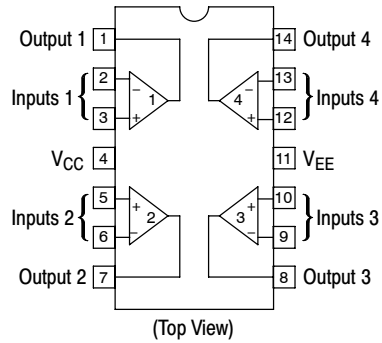 Output 1 1 14 Output 4
2 13
Inputs 1 { − 1 − 4 } Inputs 4
3 + + 12
VCC 4 11 VEE
5 + + 10
Inputs 2 { 2 3 } Inputs 3
6 − − 9
Output 2 7 8 Output 3
(Top View)